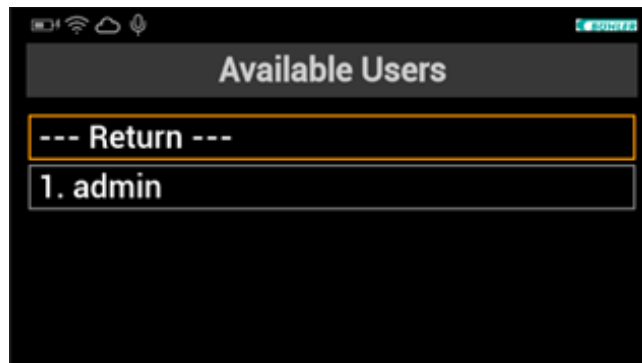 Available Users
--- Return ---
1. admin